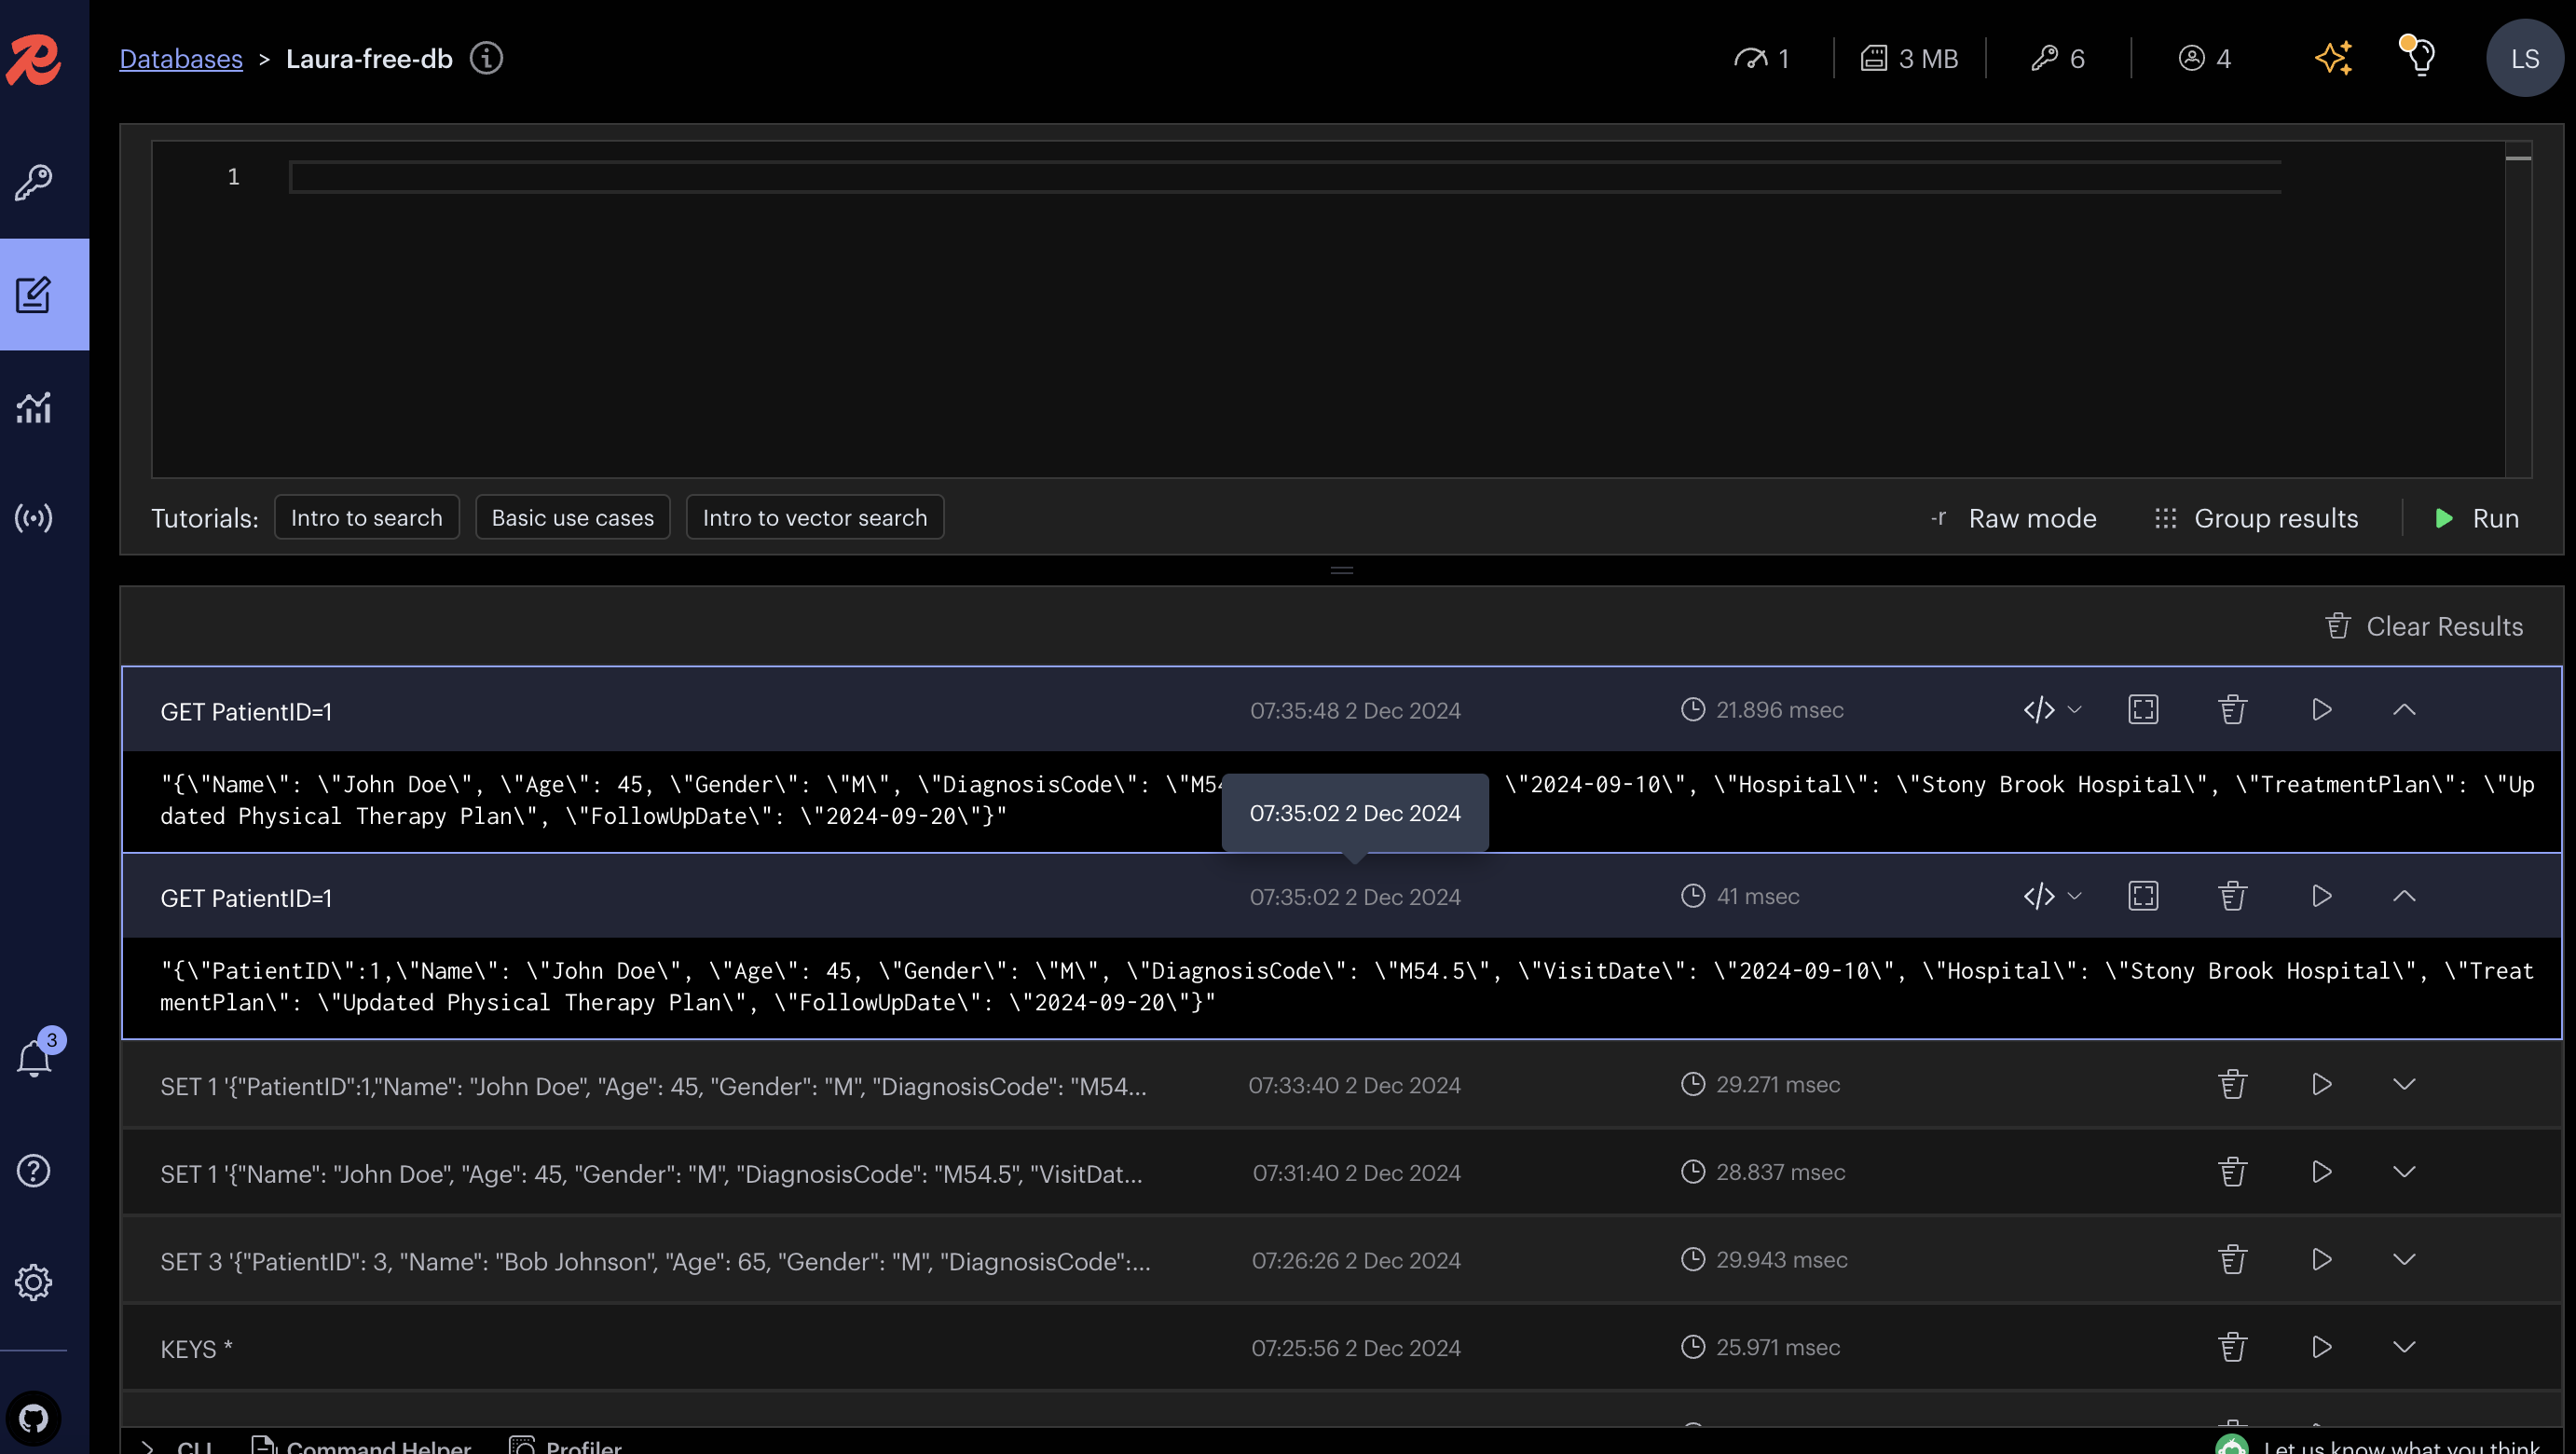 Databases > Laura-free-db
1
3 MB
6
4
LS
1
Tutorials: Intro to search Basic use cases Intro to vector search
-r Raw mode Group results Run
Clear Results
GET PatientID=1 07:35:48 2 Dec 2024 21.896 msec
"{\"Name\": \"John Doe\", \"Age\": 45, \"Gender\": \"M\", \"DiagnosisCode\": \"M54 \"2024-09-10\", \"Hospital\": \"Stony Brook Hospital\", \"TreatmentPlan\": \"Up
dated Physical Therapy Plan\", \"FollowUpDate\": \"2024-09-20\"}"
07:35:02 2 Dec 2024
GET PatientID=1 07:35:02 2 Dec 2024 41 msec
"{\"PatientID\":1,\"Name\": \"John Doe\", \"Age\": 45, \"Gender\": \"M\", \"DiagnosisCode\": \"M54.5\", \"VisitDate\": \"2024-09-10\", \"Hospital\": \"Stony Brook Hospital\", \"Treat
mentPlan\": \"Updated Physical Therapy Plan\", \"FollowUpDate\": \"2024-09-20\"}"
3
SET 1 '{"PatientID":1,"Name": "John Doe", "Age": 45, "Gender": "M", "DiagnosisCode": "M54... 07:33:40 2 Dec 2024 29.271 msec
SET 1 '{"Name": "John Doe", "Age": 45, "Gender": "M", "DiagnosisCode": "M54.5", "VisitDat... 07:31:40 2 Dec 2024 28.837 msec
SET 3 '{"PatientID": 3, "Name": "Bob Johnson", "Age": 65, "Gender": "M", "DiagnosisCode":... 07:26:26 2 Dec 2024 29.943 msec
KEYS * 07:25:56 2 Dec 2024 25.971 msec
CLI Command Helper Profiler Let us know what you think